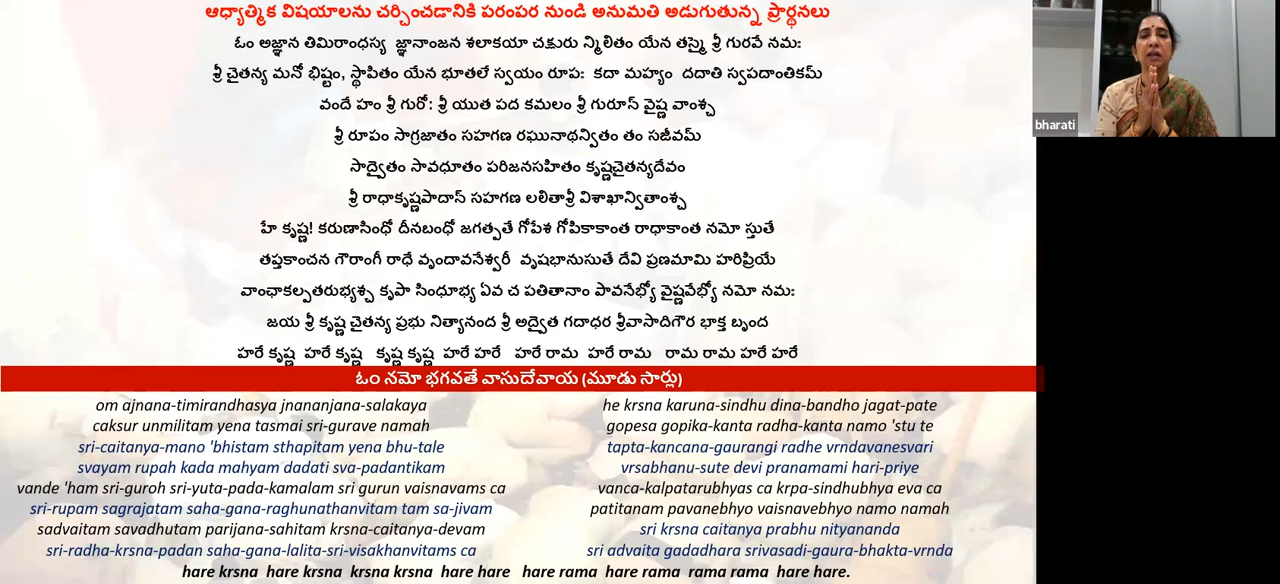 ఆధ్యాత్మిక విషయాలను చర్చించడానికి పరంపర నుండి అనుమతి అడుగుతున్న ప్రార్థనలు
bharati
ఓం అజ్ఞాన తిమిరాంధస్య జ్ఞానాంజన శలాకయా చక్షురు న్మిలితం యేన తస్మై శ్రీ గురవే నమ:
శ్రీ చైతన్య మనో భిష్టం, స్థాపితం యేన భూతలే స్వయం రూప: కదా మహ్యం దదాతి స్వపదాంతికమ్
వందే హం శ్రీ గురో: శ్రీ యుత పద కమలం శ్రీ గురూన్ వైష్ణ వాంశ్చ
శ్రీ రూపం సాగ్రజాతం సహగణ రఘునాథన్వితం తం సజీవమ్
సాద్వైతం సావధూతం పరిజనసహితం కృష్ణచైతన్యదేవం
శ్రీ రాధాకృష్ణపాదాన్ సహగణ లలితాశ్రీ విశాఖాన్వితాంశ్చ
హే కృష్ణ! కరుణాసింధో దీనబంధో జగత్పతే గోపేశ గోపికాకాంత రాధాకాంత నమో స్తుతే
తప్తకాంచన గౌరాంగీ రాధే వృందావనేశ్వరీ వృషభానుసుతే దేవి ప్రణమామి హరిప్రియే
వాంఛాకల్పతరుభ్యశ్చ కృపా సింధూభ్య ఏవ చ పతితానాం పావనేభ్యో వైష్ణవేభ్యో నమో నమ:
జయ శ్రీ కృష్ణ చైతన్య ప్రభు నిత్యానంద శ్రీ అద్వైత గదాధర శ్రీవాసాదిగౌర భాక్త బృంద
హరే కృష్ణ హరే కృష్ణ కృష్ణ కృష్ణ హరే హరే హరే రామ హరే రామ రామ రామ హరే హరే
ఓం నమో భగవతే వాసుదేవాయ (మూడు సార్లు)
om ajnana-timirandhasya jnananjana-salakaya
caksur unmilitam yena tasmai sri-gurave namah
sri-caitanya-mano 'bhistam sthapitam yena bhu-tale
svayam rupah kada mahyam dadati sva-padantikam
vande 'ham sri-guroh sri-yuta-pada-kamalam sri gurun vaisnavams ca
sri-rupam sagrajatam saha-gana-raghunathanvitam tam sa-jivam
sadvaitam savadhutam parijana-sahitam krsna-caitanya-devam
sri-radha-krsna-padan saha-gana-lalita-sri-visakhanvitams ca
he krsna karuna-sindhu dina-bandho jagat-pate
gopesa gopika-kanta radha-kanta namo 'stu te
tapta-kancana-gaurangi radhe vrndavanesvari
vrsabhanu-sute devi pranamami hari-priye
vanca-kalpatarubhyas ca krpa-sindhubhya eva ca
patitanam pavanebhyo vaisnavebhyo namo namah
sri krsna caitanya prabhu nityananda
sri advaita gadadhara srivasadi-gaura-bhakta-vrnda
hare krsna hare krsna krsna krsna hare hare hare rama hare rama rama rama hare hare.